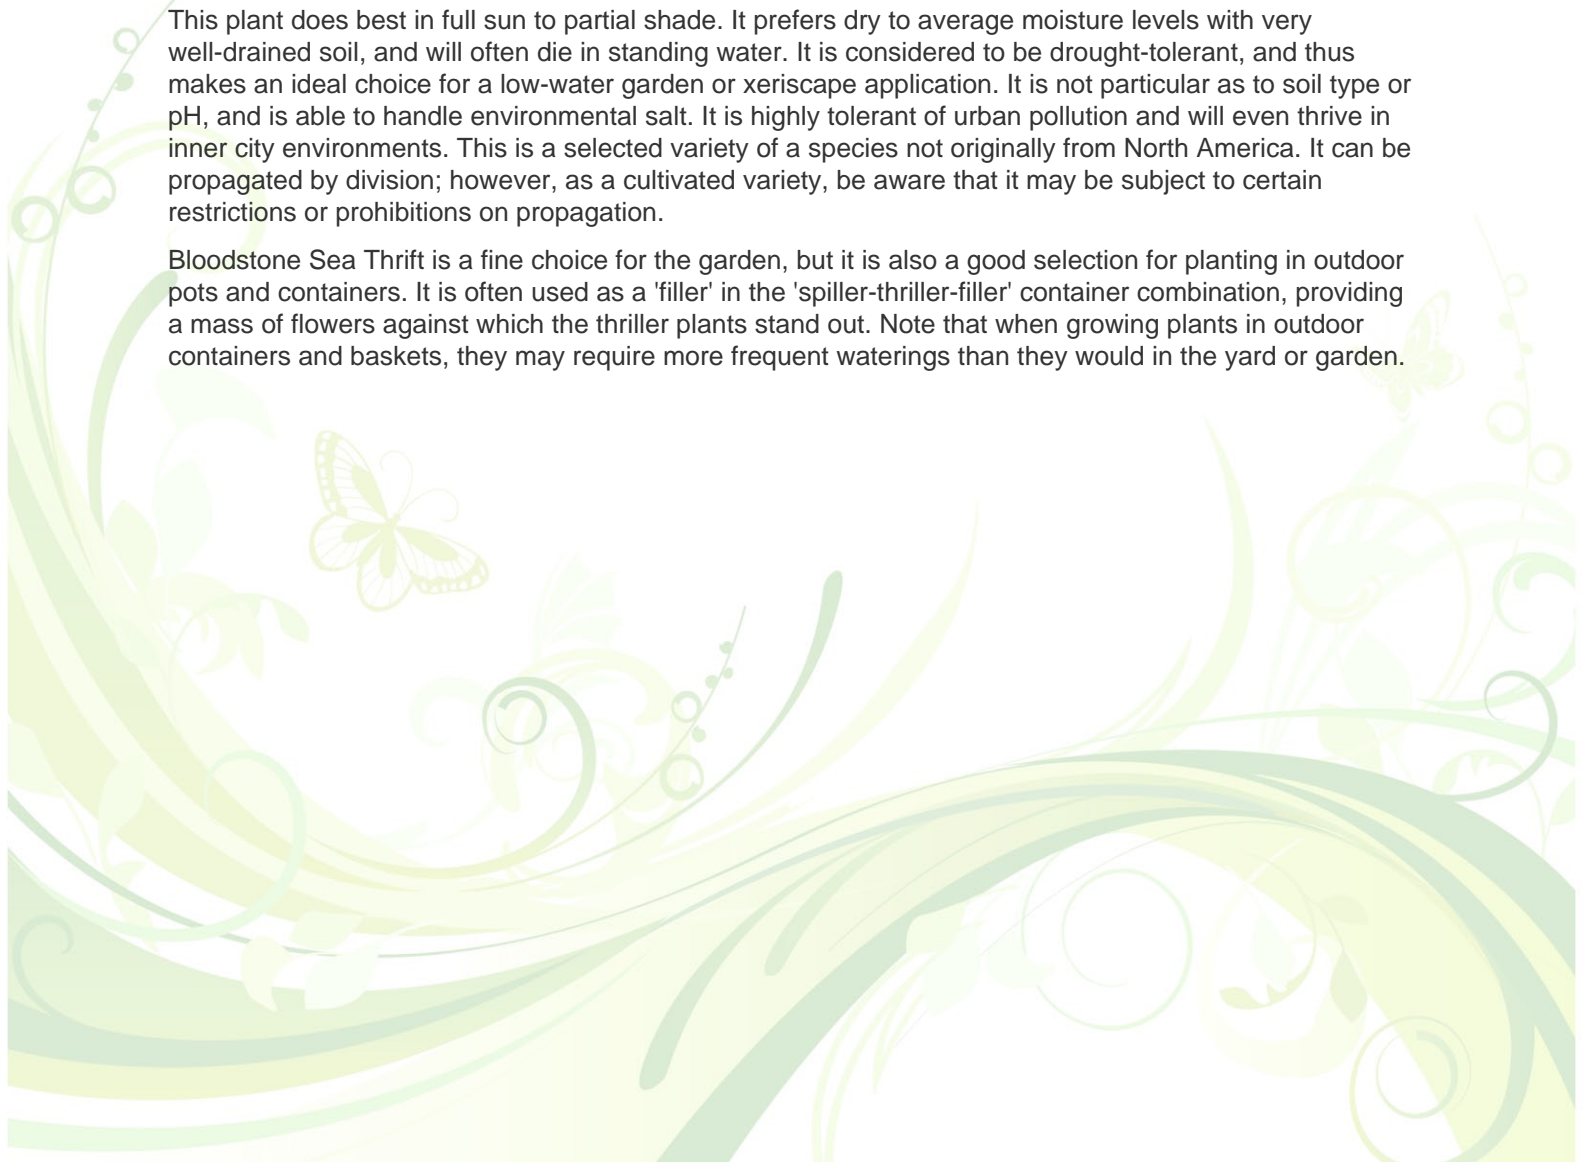 This plant does best in full sun to partial shade. It prefers dry to average moisture levels with very
well-drained soil, and will often die in standing water. It is considered to be drought-tolerant, and thus
makes an ideal choice for a low-water garden or xeriscape application. It is not particular as to soil type or
pH, and is able to handle environmental salt. It is highly tolerant of urban pollution and will even thrive in
inner city environments. This is a selected variety of a species not originally from North America. It can be
propagated by division; however, as a cultivated variety, be aware that it may be subject to certain
restrictions or prohibitions on propagation.
Bloodstone Sea Thrift is a fine choice for the garden, but it is also a good selection for planting in outdoor
pots and containers. It is often used as a 'filler' in the 'spiller-thriller-filler' container combination, providing
a mass of flowers against which the thriller plants stand out. Note that when growing plants in outdoor
containers and baskets, they may require more frequent waterings than they would in the yard or garden.